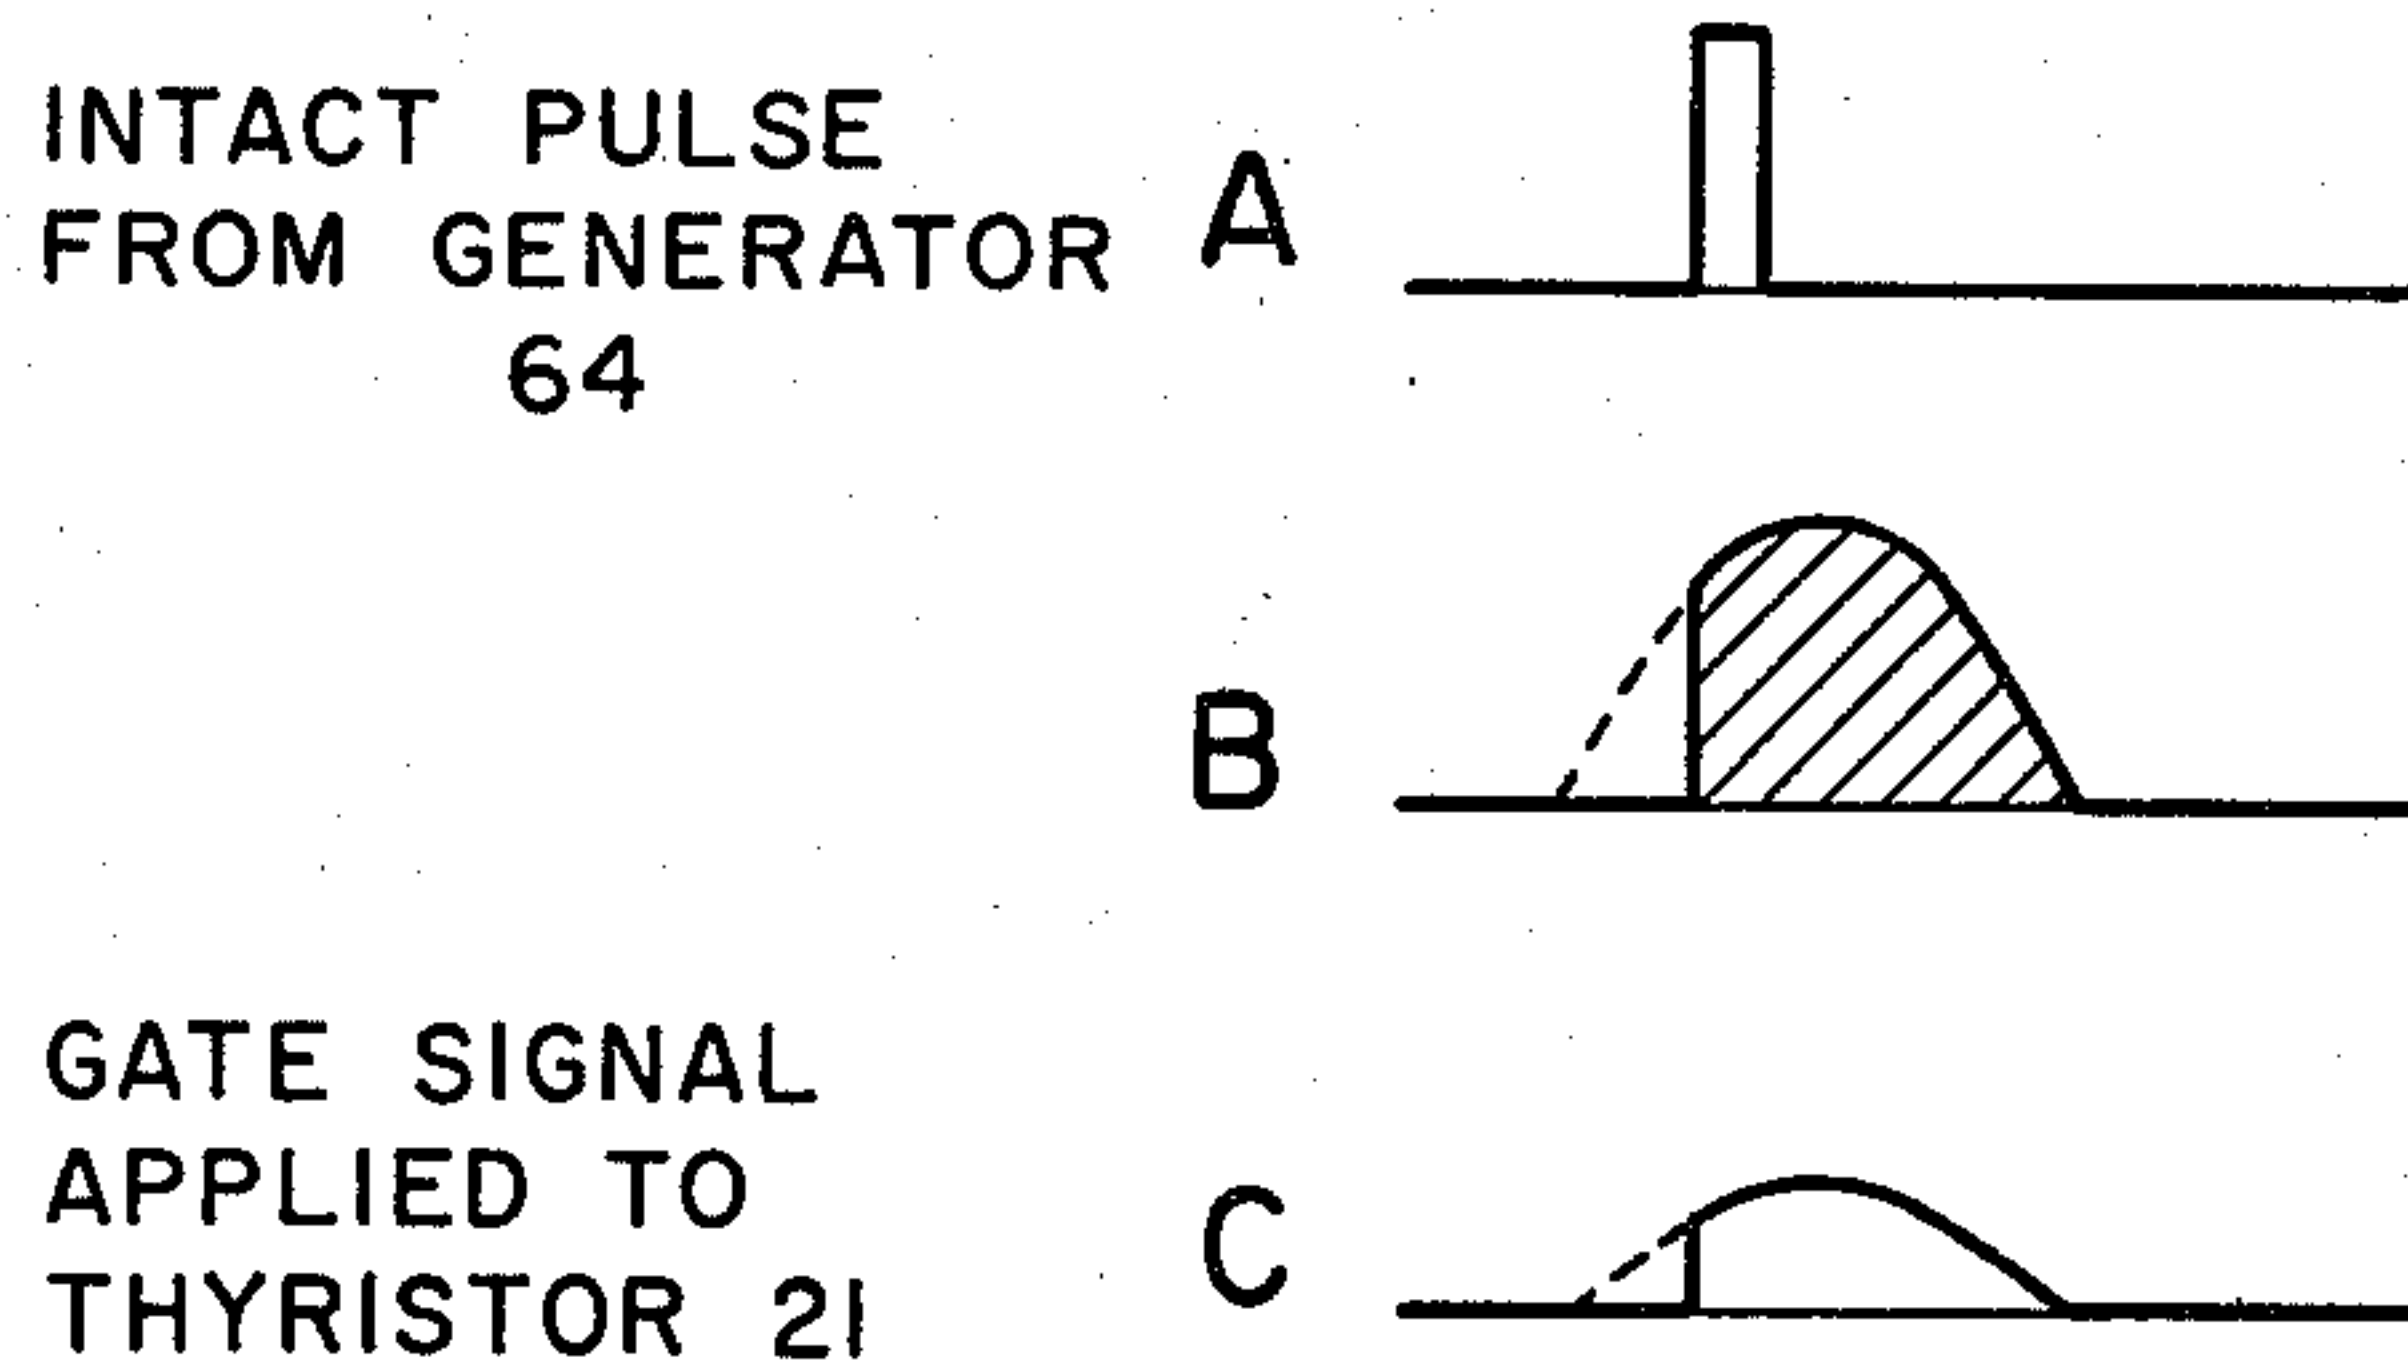 INTACT PULSE
FROM GENERATOR
64
A
B
GATE SIGNAL
APPLIED TO
THYRISTOR 21
C